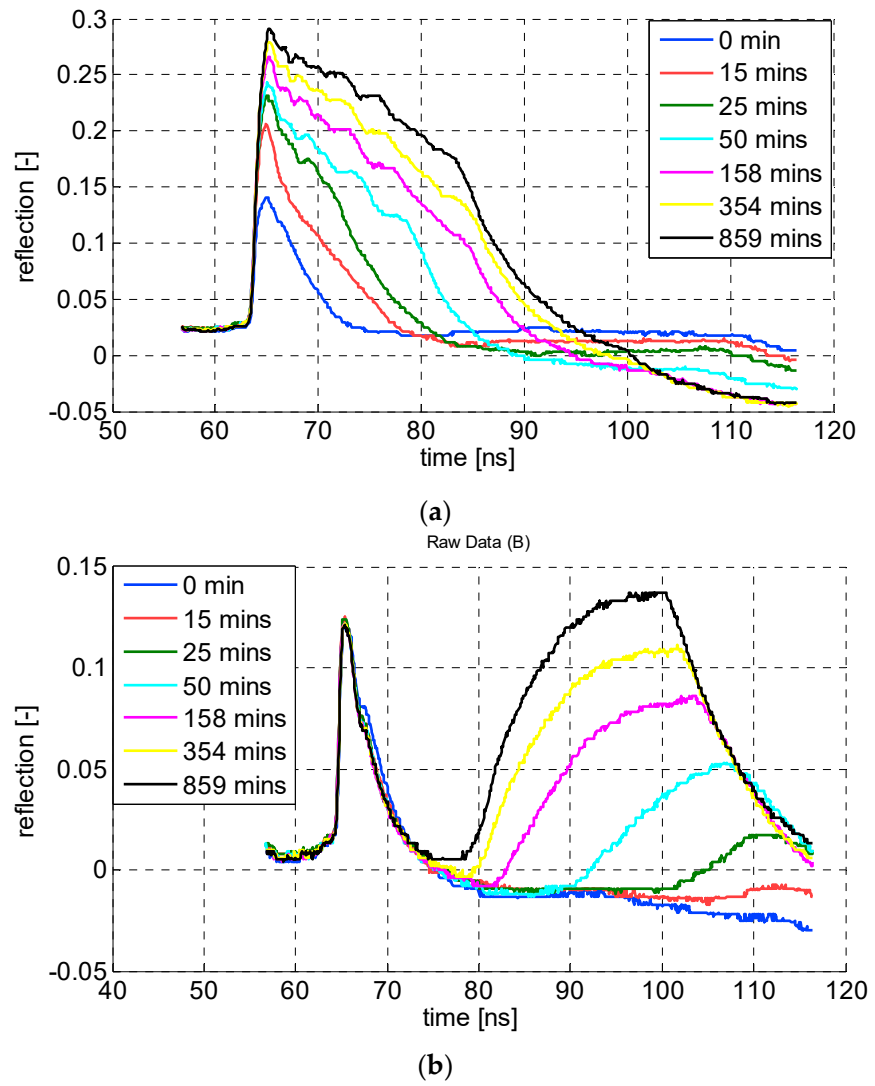 0.3
0.25
0.2
0.15
0.1
0.05
0
-0.05
reflection [-]
0 min
15 mins
25 mins
50 mins
158 mins
354 mins
859 mins
50 60 70 80 90 100 110 120
time [ns]
(a)
Raw Data (B)
0.15
0.1
0.05
0
-0.05
reflection [-]
0 min
15 mins
25 mins
50 mins
158 mins
354 mins
859 mins
40 50 60 70 80 90 100 110 120
time [ns]
(b)